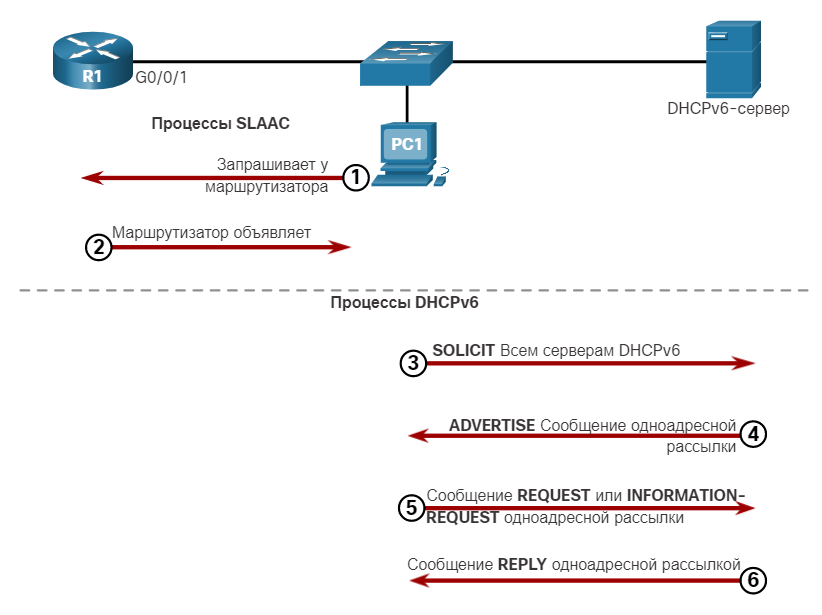 R1
G0/0/1
DHCPv6-сервер
Процессы SLAAC
PC1
Запрашивает у
маршрутизатора
1
Маршрутизатор объявляет
2
Процессы DHCPv6
SOLICIT Всем серверам DHCPv6
3
ADVERTISE Сообщение одноадресной
рассылки
4
Сообщение REQUEST или INFORMATION-
REQUEST одноадресной рассылки
5
Сообщение REPLY одноадресной рассылкой
6